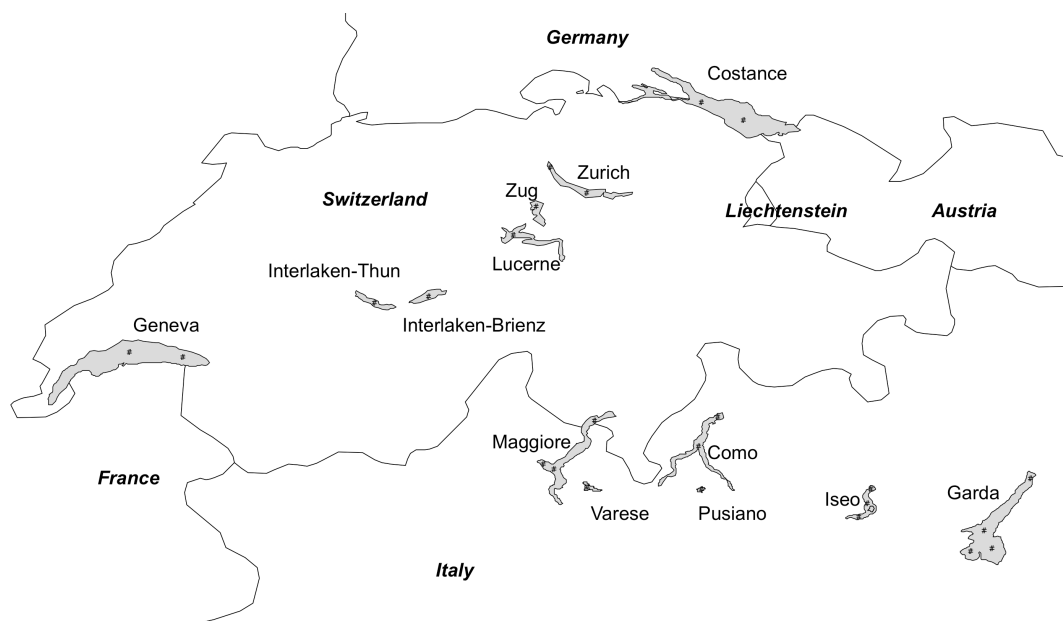 Germany
Costance
Zurich
Zug
Switzerland
Liechtenstein
Austria
Lucerne
Interlaken-Thun
Interlaken-Brienz
Geneva
Maggiore
Como
France
Iseo
Garda
Varese
Pusiano
Italy